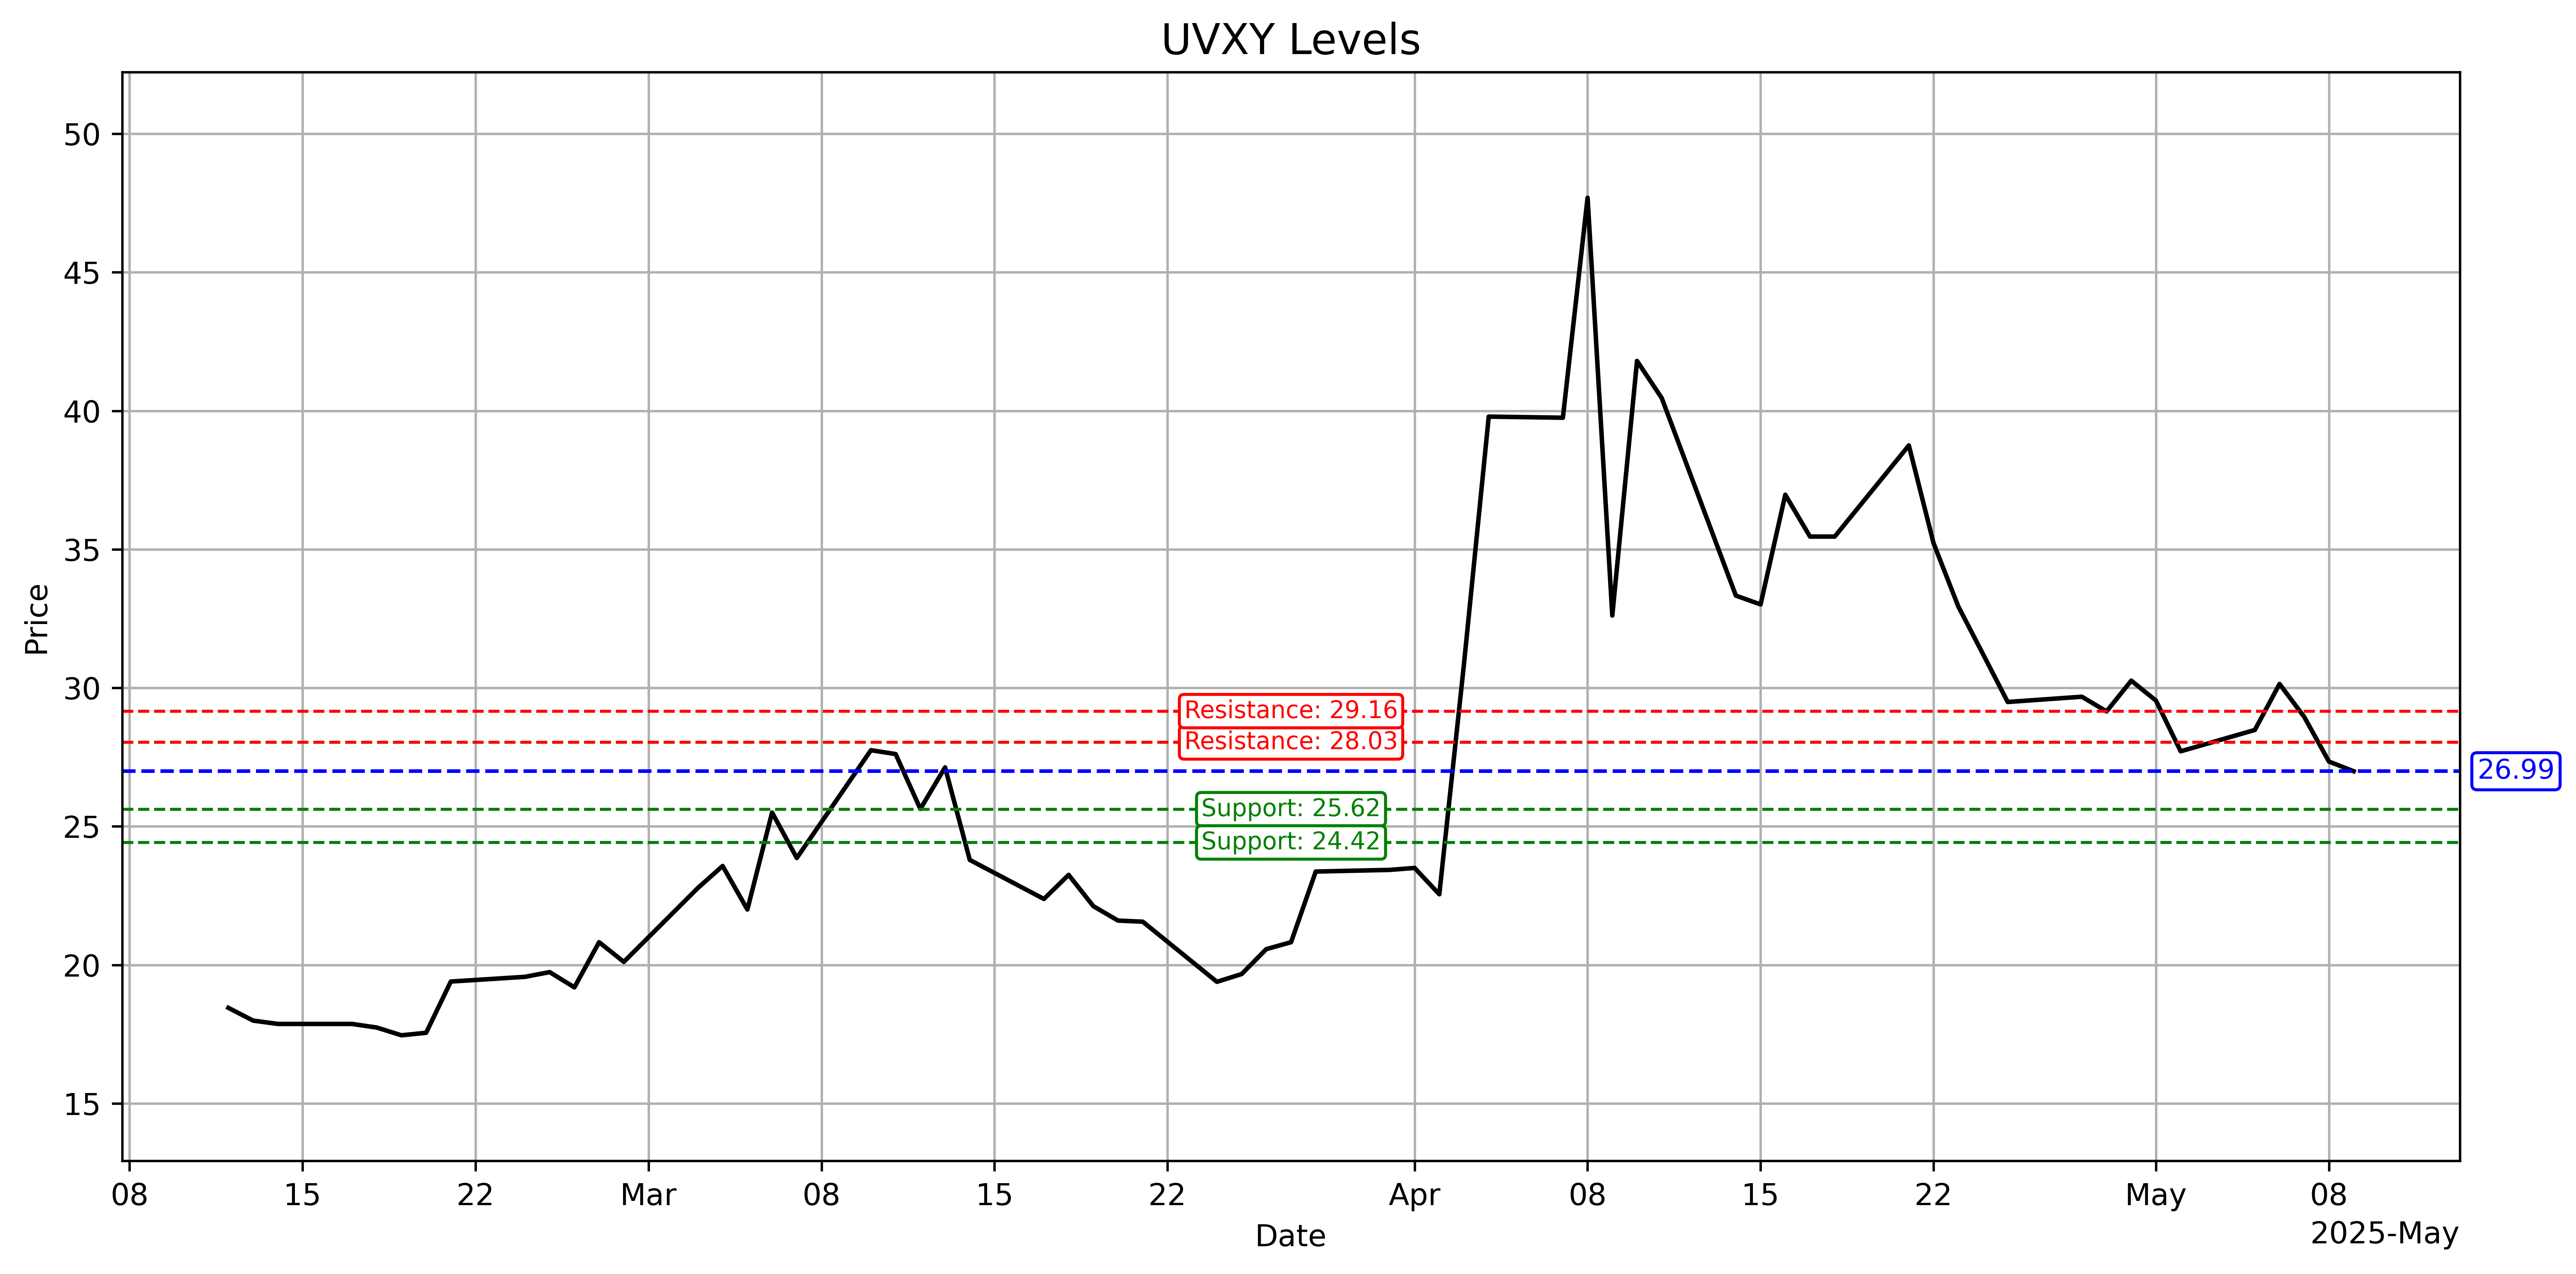 UVXY Levels
50
45
40
35
30
25
20
15
Price
Resistance: 29.16
Resistance: 28.03
26.99
Support: 25.62
Support: 24.42
08 15 22 Mar 08 15 22 Apr 08 15 22 May 08
Date
2025-May